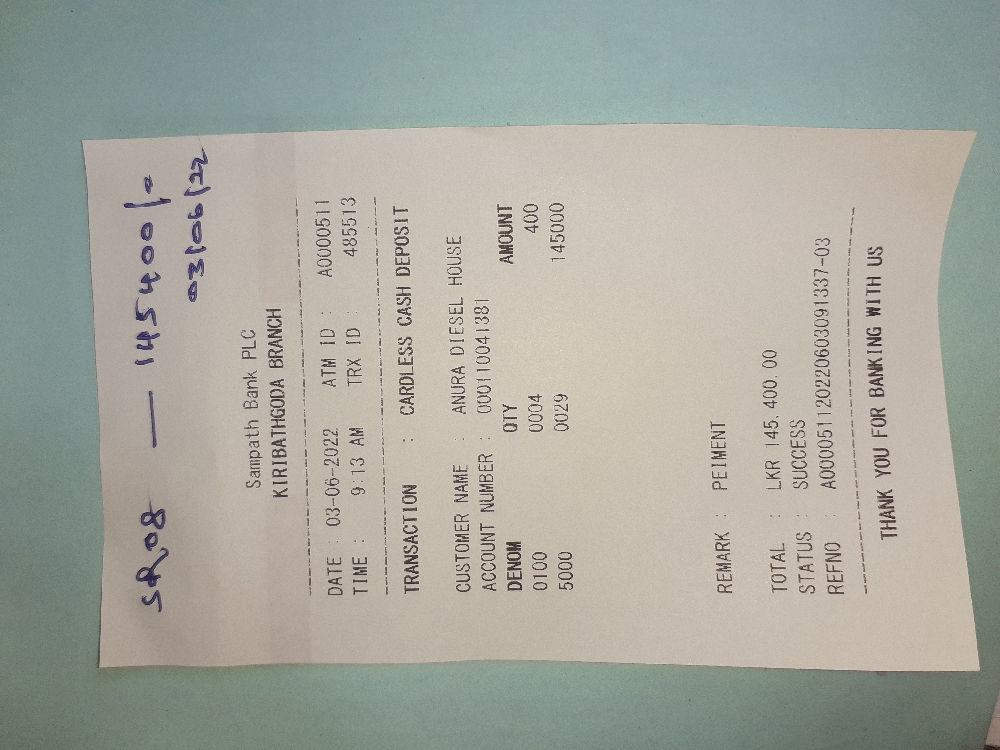 SR08 — 145400/=
03/06/22
Sampath Bank PLC
KIRIBATHGODA BRANCH
DATE : 03-06-2022 ATM ID : A0000511
TIME : 9:13 AM TRX ID : 485513
TRANSACTION : CARDLESS CASH DEPOSIT
CUSTOMER NAME : ANURA DIESEL HOUSE
ACCOUNT NUMBER : 000110041381
DENOM QTY AMOUNT
0100 0004 400
5000 0029 145000
REMARK : PEIMENT
TOTAL : LKR 145,400.00
STATUS : SUCCESS
REFNO : A000051120220603091337-03
THANK YOU FOR BANKING WITH US